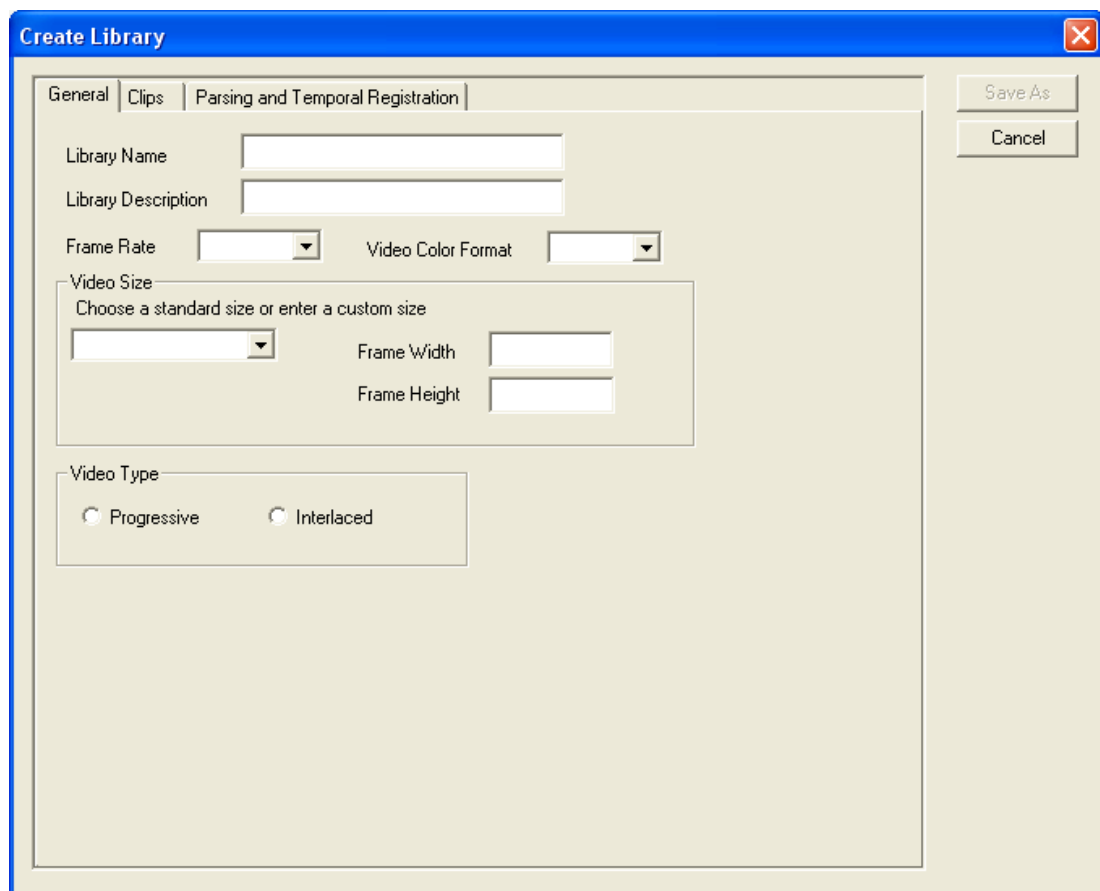 Create Library
General Clips Parsing and Temporal Registration
Save As
Cancel
Library Name
Library Description
Frame Rate Video Color Format
Video Size
Choose a standard size or enter a custom size
Frame Width
Frame Height
Video Type
Progressive Interlaced